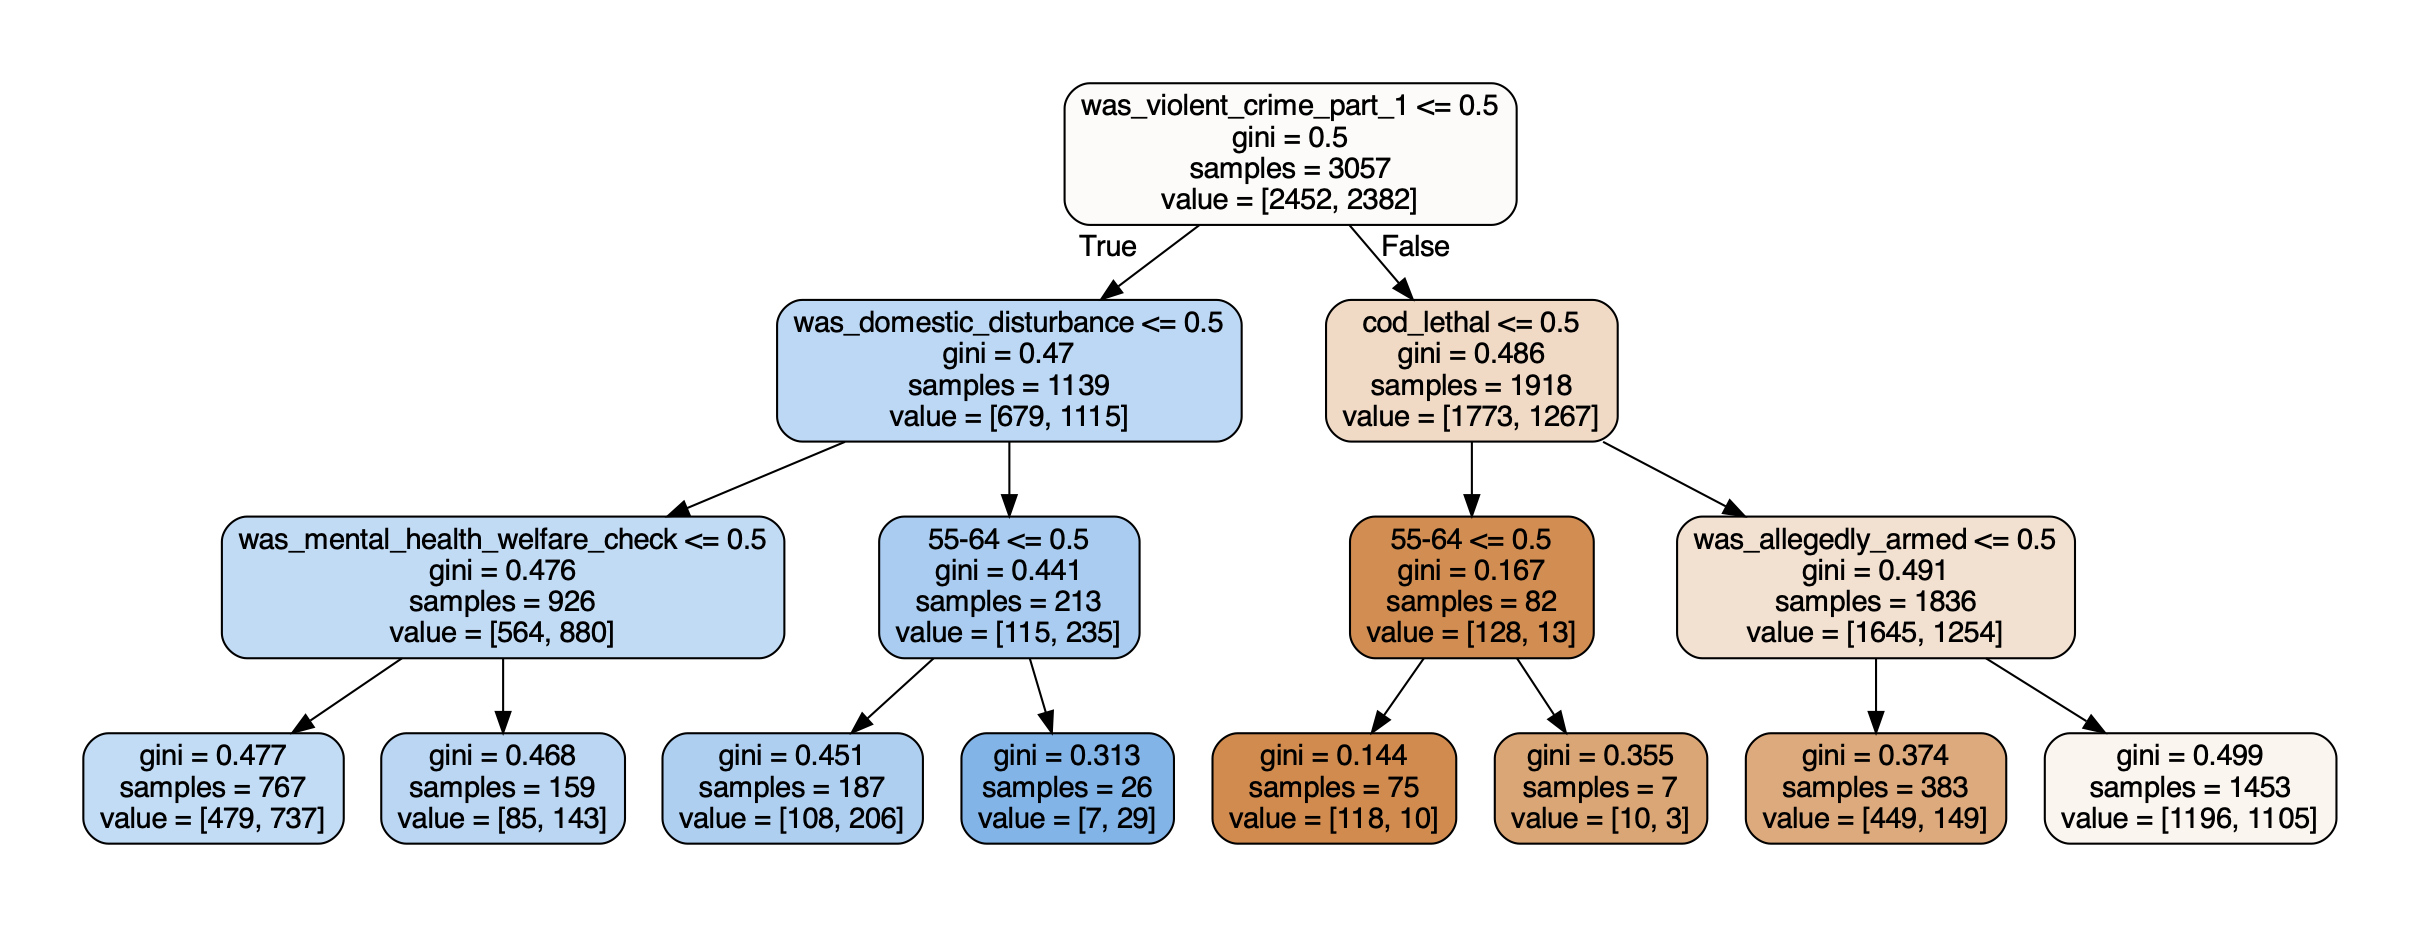 was_violent_crime_part_1 <= 0.5
gini = 0.5
samples = 3057
value = [2452, 2382]
True
False
was_domestic_disturbance <= 0.5
gini = 0.47
samples = 1139
value = [679, 1115]
cod_lethal <= 0.5
gini = 0.486
samples = 1918
value = [1773, 1267]
was_mental_health_welfare_check <= 0.5
gini = 0.476
samples = 926
value = [564, 880]
55-64 <= 0.5
gini = 0.441
samples = 213
value = [115, 235]
55-64 <= 0.5
gini = 0.167
samples = 82
value = [128, 13]
was_allegedly_armed <= 0.5
gini = 0.491
samples = 1836
value = [1645, 1254]
gini = 0.477
samples = 767
value = [479, 737]
gini = 0.468
samples = 159
value = [85, 143]
gini = 0.451
samples = 187
value = [108, 206]
gini = 0.313
samples = 26
value = [7, 29]
gini = 0.144
samples = 75
value = [118, 10]
gini = 0.355
samples = 7
value = [10, 3]
gini = 0.374
samples = 383
value = [449, 149]
gini = 0.499
samples = 1453
value = [1196, 1105]